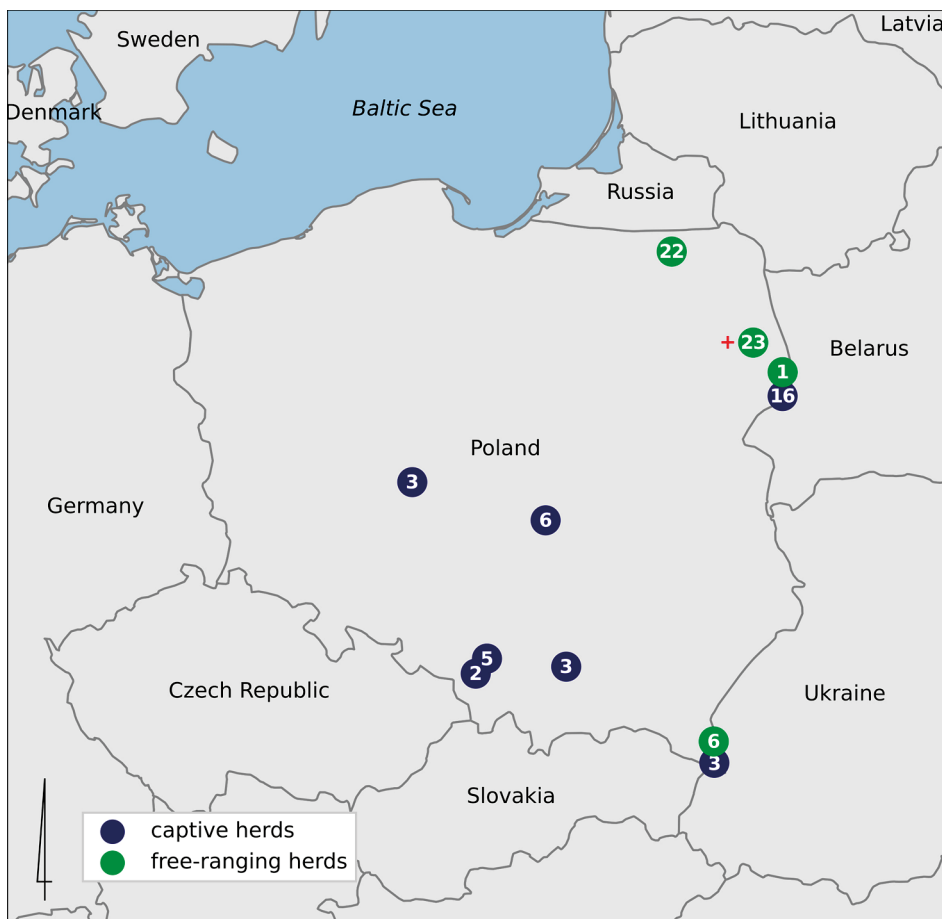 Latvia
Sweden
Denmark
Baltic Sea
Lithuania
Russia
22
+
23
Belarus
1
16
Poland
3
6
Germany
5
2
3
Czech Republic
Ukraine
6
3
Slovakia
captive herds
free-ranging herds